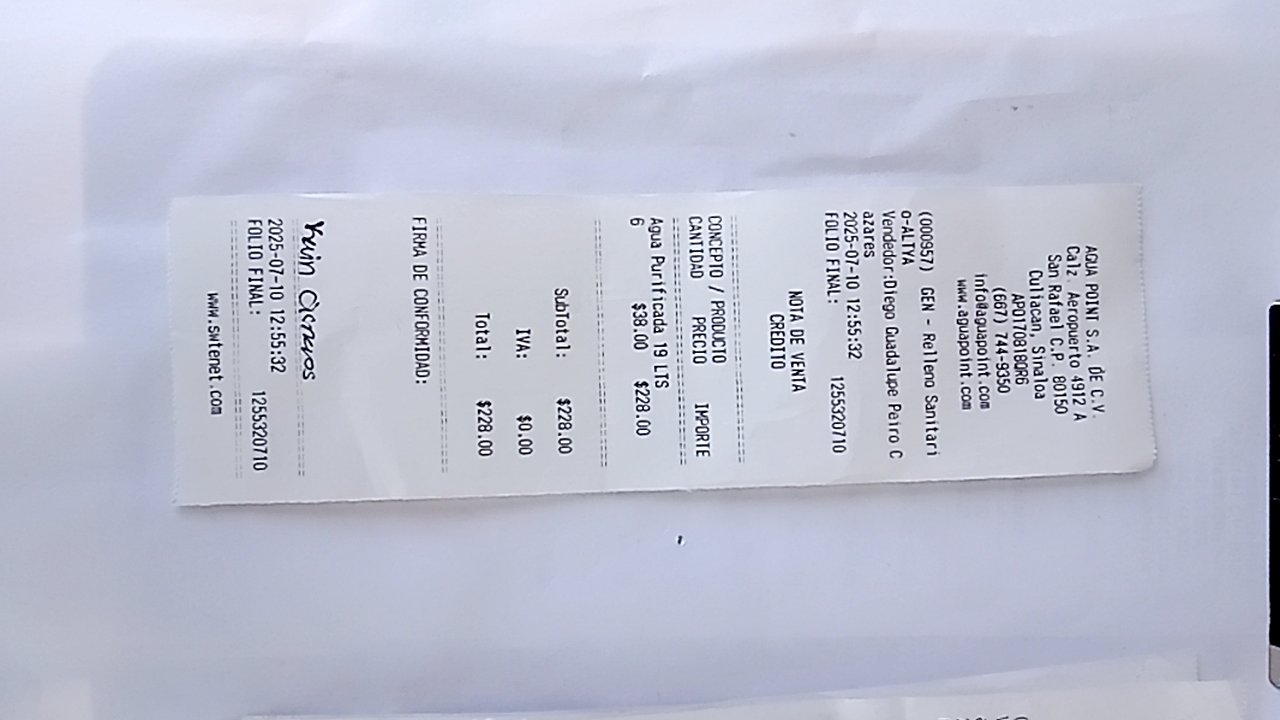 AGUA POINT S.A. DE C.V.
Calz. Aeropuerto 4912 A
San Rafael C.P. 80150
Culiacan, Sinaloa
APO170818QR6
(667) 744-9350
info@aguapoint.com
www.aguapoint.com
(000957) GEN - Relleno Sanitari
o-ALTYA
Vendedor:Diego Guadalupe Peiro C
azares
2025-07-10 12:55:32
FOLIO FINAL: 1255320710
NOTA DE VENTA
CREDITO
CONCEPTO / PRODUCTO
CANTIDAD PRECIO IMPORTE
Agua Purificada 19 LTS
6 $38.00 $228.00
SubTotal: $228.00
IVA: $0.00
Total: $228.00
FIRMA DE CONFORMIDAD:
2025-07-10 12:55:32
FOLIO FINAL: 1255320710
www.swtenet.com